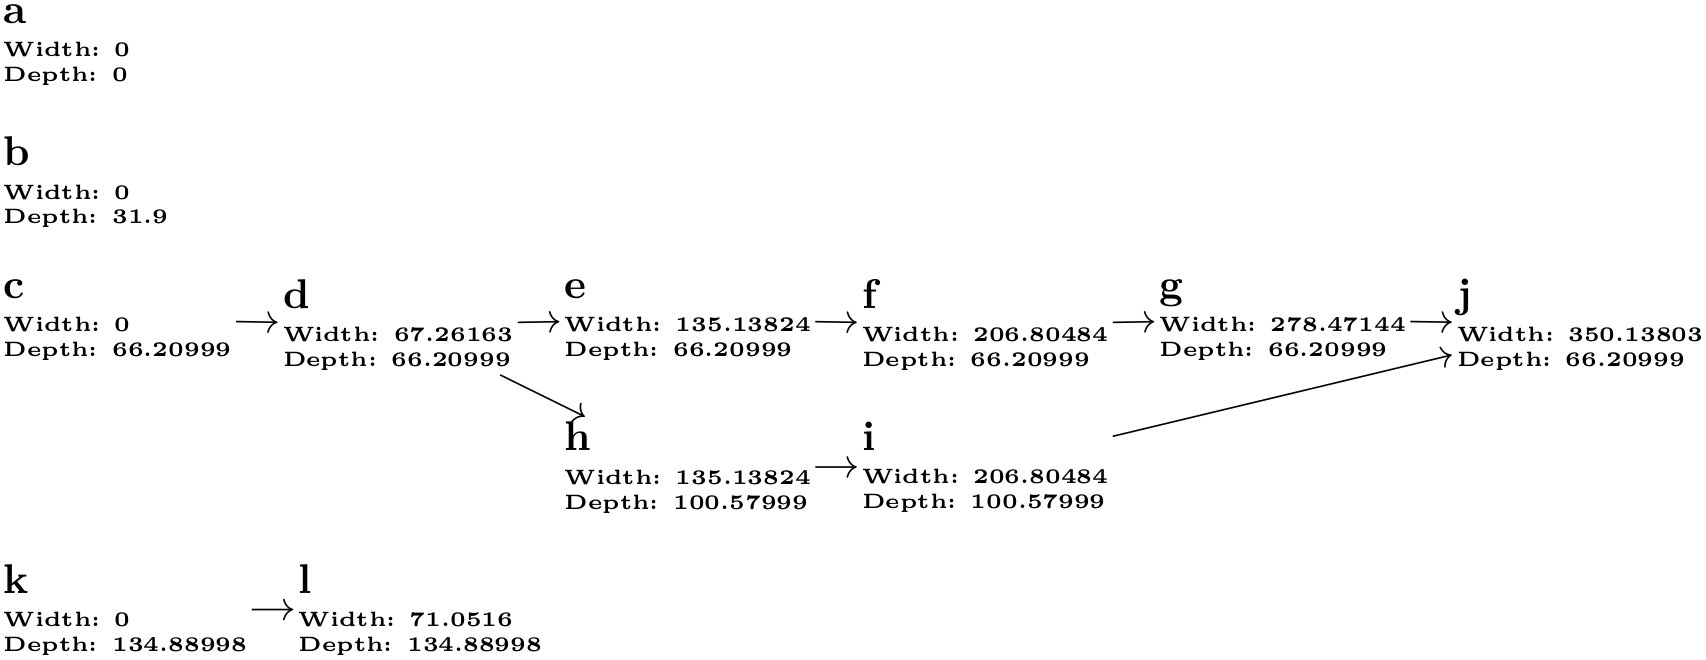 a
Width: 0
Depth: 0
b
Width: 0
Depth: 31.9
c
Width: 0
Depth: 66.20999
d
Width: 67.26163
Depth: 66.20999
e
Width: 135.13824
Depth: 66.20999
f
Width: 206.80484
Depth: 66.20999
g
Width: 278.47144
Depth: 66.20999
j
Width: 350.13803
Depth: 66.20999
h
Width: 135.13824
Depth: 100.57999
i
Width: 206.80484
Depth: 100.57999
k
Width: 0
Depth: 134.88998
l
Width: 71.0516
Depth: 134.88998